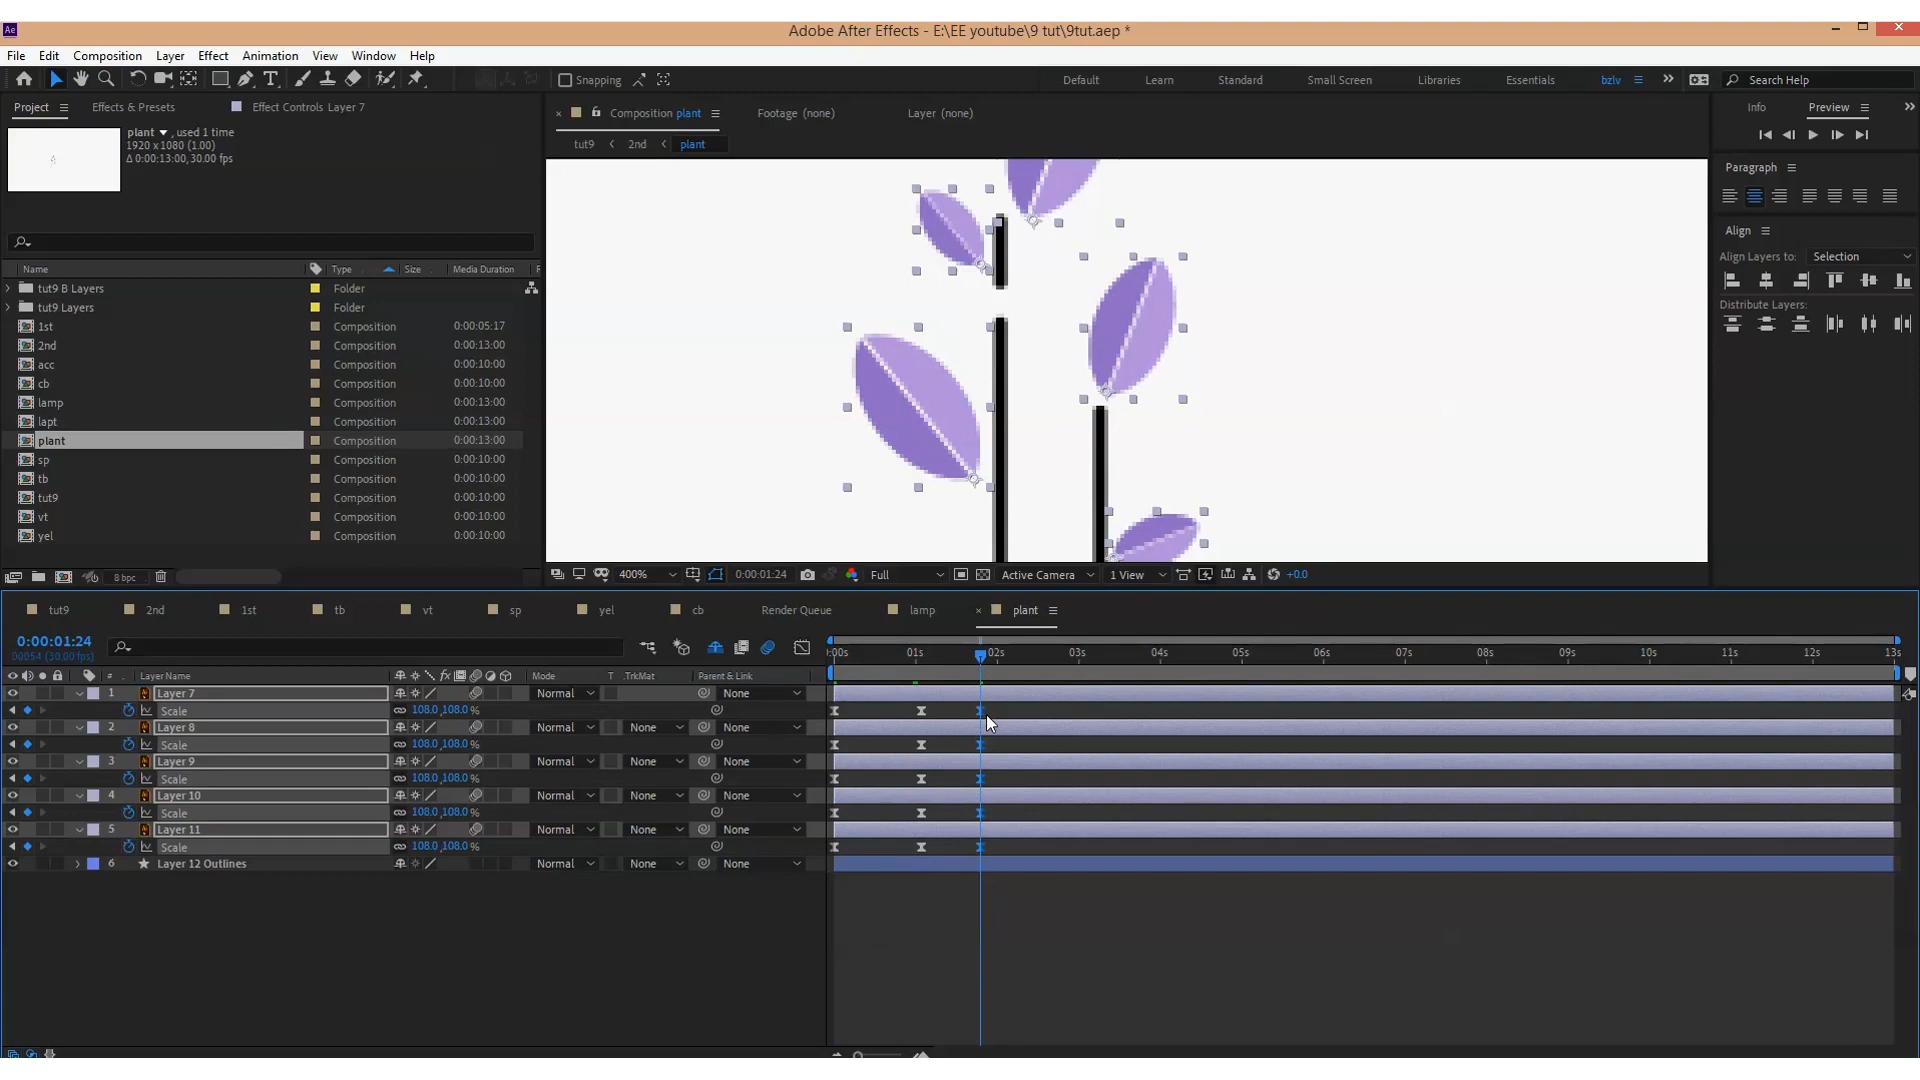 Ae Adobe After Effects - E:\EE youtube\9 tut\9tut.aep *
File Edit Composition Layer Effect Animation View Window Help
Snapping Default Learn Standard Small Screen Libraries Essentials bzlv Search Help
Project Effects & Presets Effect Controls Layer 7
Composition plant Footage (none) Layer (none)
Info Preview
plant , used 1 time
1920 x 1080 (1.00)
Δ 0:00:13:00, 30.00 fps
tut9 2nd plant
Paragraph
Align
Align Layers to: Selection
Distribute Layers:
Name Type Size Media Duration
tut9 B Layers Folder
tut9 Layers Folder
1st Composition 0:00:05:17
2nd Composition 0:00:13:00
acc Composition 0:00:10:00
cb Composition 0:00:10:00
lamp Composition 0:00:13:00
lapt Composition 0:00:10:00
plant Composition 0:00:13:00
sp Composition 0:00:10:00
tb Composition 0:00:10:00
tut9 Composition 0:00:10:00
vt Composition 0:00:10:00
yel Composition 0:00:10:00
8 bpc
400% 0:00:01:24 Full Active Camera 1 View +0.0
tut9 2nd 1st tb vt sp yel cb Render Queue lamp plant
0:00:01:24
00054 (30.00 fps)
:00s 01s 02s 03s 04s 05s 06s 07s 08s 09s 10s 11s 12s 13s
# Layer Name Mode T .TrkMat Parent & Link
1 Layer 7 Normal None
Scale 108.0,108.0 %
2 Layer 8 Normal None None
Scale 108.0,108.0 %
3 Layer 9 Normal None None
Scale 108.0,108.0 %
4 Layer 10 Normal None None
Scale 108.0,108.0 %
5 Layer 11 Normal None None
Scale 108.0,108.0 %
6 Layer 12 Outlines Normal None None